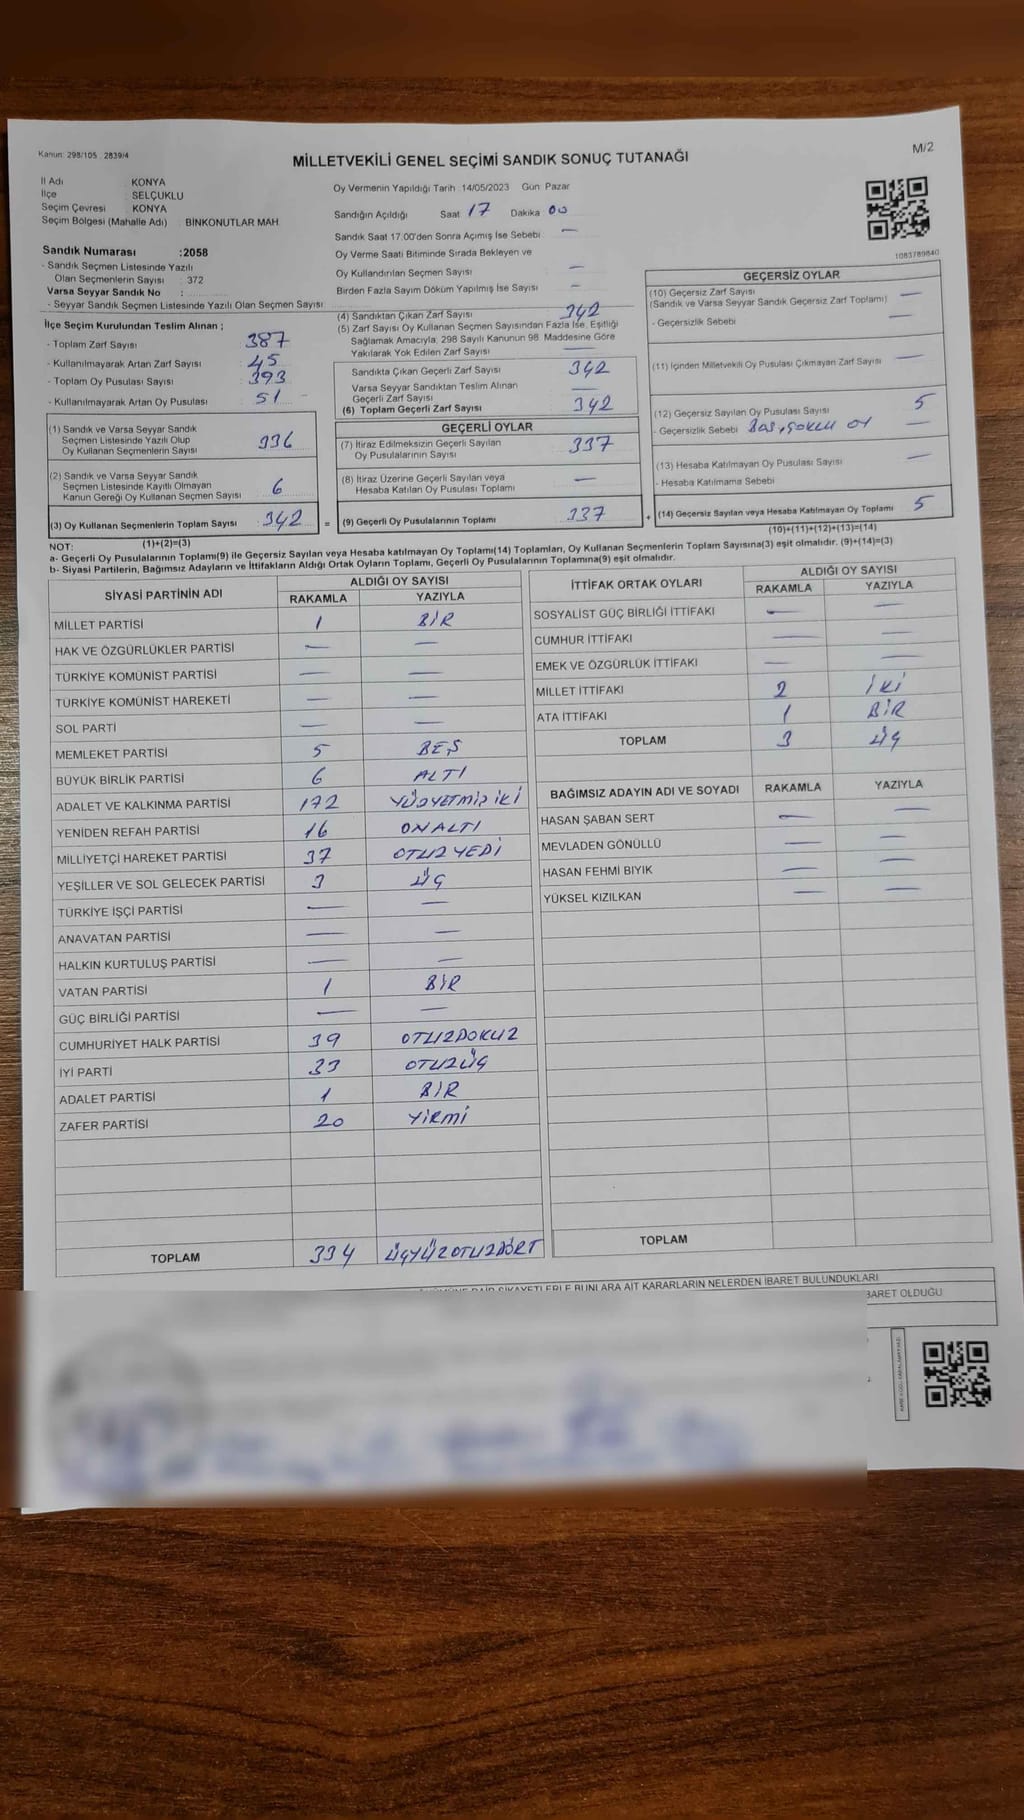 Kanun: 298/105 . 2839/4
MİLLETVEKİLİ GENEL SEÇİMİ SANDIK SONUÇ TUTANAĞI
M/2
İl Adı KONYA
İlçe SELÇUKLU
Seçim Çevresi KONYA
Seçim Bölgesi (Mahalle Adı) : BİNKONUTLAR MAH.
Sandık Numarası :2058
- Sandık Seçmen Listesinde Yazılı
Olan Seçmenlerin Sayısı : 372
Varsa Seyyar Sandık No :
- Seyyar Sandık Seçmen Listesinde Yazılı Olan Seçmen Sayısı:
İlçe Seçim Kurulundan Teslim Alınan ;
- Toplam Zarf Sayısı 387
- Kullanılmayarak Artan Zarf Sayısı 45
- Toplam Oy Pusulası Sayısı 393
- Kullanılmayarak Artan Oy Pusulası 51
(1) Sandık ve Varsa Seyyar Sandık
Seçmen Listesinde Yazılı Olup
Oy Kullanan Seçmenlerin Sayısı 336
(2) Sandık ve Varsa Seyyar Sandık
Seçmen Listesinde Kayıtlı Olmayan
Kanun Gereği Oy Kullanan Seçmen Sayısı 6
(3) Oy Kullanan Seçmenlerin Toplam Sayısı 342 =
(1)+(2)=(3)
Oy Vermenin Yapıldığı Tarih : 14/05/2023 Gün: Pazar
Sandığın Açıldığı Saat 17 Dakika 00
Sandık Saat 17:00'den Sonra Açılmış İse Sebebi : —
Oy Verme Saati Bitiminde Sırada Bekleyen ve
Oy Kullandırılan Seçmen Sayısı —
Birden Fazla Sayım Döküm Yapılmış İse Sayısı —
(4) Sandıktan Çıkan Zarf Sayısı 342
(5) Zarf Sayısı Oy Kullanan Seçmen Sayısından Fazla İse, Eşitliği
Sağlamak Amacıyla, 298 Sayılı Kanunun 98. Maddesine Göre
Yakılarak Yok Edilen Zarf Sayısı —
Sandıkta Çıkan Geçerli Zarf Sayısı 342
Varsa Seyyar Sandıktan Teslim Alınan
Geçerli Zarf Sayısı —
(6) Toplam Geçerli Zarf Sayısı 342
GEÇERLİ OYLAR
(7) İtiraz Edilmeksizin Geçerli Sayılan
Oy Pusulalarının Sayısı 337
(8) İtiraz Üzerine Geçerli Sayılan veya
Hesaba Katılan Oy Pusulası Toplamı —
(9) Geçerli Oy Pusulalarının Toplamı 337 +
1083789840
GEÇERSİZ OYLAR
(10) Geçersiz Zarf Sayısı —
(Sandık ve Varsa Seyyar Sandık Geçersiz Zarf Toplamı)
- Geçersizlik Sebebi —
(11) İçinden Milletvekili Oy Pusulası Çıkmayan Zarf Sayısı —
(12) Geçersiz Sayılan Oy Pusulası Sayısı 5
- Geçersizlik Sebebi BOŞ, OY —
(13) Hesaba Katılmayan Oy Pusulası Sayısı —
- Hesaba Katılmama Sebebi
(14) Geçersiz Sayılan veya Hesaba Katılmayan Oy Toplamı 5
(10)+(11)+(12)+(13)=(14)
NOT:
a- Geçerli Oy Pusulalarının Toplamı(9) ile Geçersiz Sayılan veya Hesaba katılmayan Oy Toplamı(14) Toplamları, Oy Kullanan Seçmenlerin Toplam Sayısına(3) eşit olmalıdır. (9)+(14)=(3)
b- Siyasi Partilerin, Bağımsız Adayların ve İttifakların Aldığı Ortak Oyların Toplamı, Geçerli Oy Pusulalarının Toplamına(9) eşit olmalıdır.
SİYASİ PARTİNİN ADI ALDIĞI OY SAYISI
RAKAMLA YAZIYLA
MİLLET PARTİSİ 1 BİR
HAK VE ÖZGÜRLÜKLER PARTİSİ — —
TÜRKİYE KOMÜNİST PARTİSİ — —
TÜRKİYE KOMÜNİST HAREKETİ — —
SOL PARTİ — —
MEMLEKET PARTİSİ 5 BEŞ
BÜYÜK BİRLİK PARTİSİ 6 ALTI
ADALET VE KALKINMA PARTİSİ 172 YÜZYETMİŞ İKİ
YENİDEN REFAH PARTİSİ 16 ONALTI
MİLLİYETÇİ HAREKET PARTİSİ 37 OTUZYEDİ
YEŞİLLER VE SOL GELECEK PARTİSİ 3 ÜÇ
TÜRKİYE İŞÇİ PARTİSİ — —
ANAVATAN PARTİSİ — —
HALKIN KURTULUŞ PARTİSİ — —
VATAN PARTİSİ 1 BİR
GÜÇ BİRLİĞİ PARTİSİ — —
CUMHURİYET HALK PARTİSİ 39 OTUZDOKUZ
İYİ PARTİ 33 OTUZÜÇ
ADALET PARTİSİ 1 BİR
ZAFER PARTİSİ 20 YİRMİ
TOPLAM 334 ÜÇYÜZOTUZDÖRT
İTTİFAK ORTAK OYLARI ALDIĞI OY SAYISI
RAKAMLA YAZIYLA
SOSYALİST GÜÇ BİRLİĞİ İTTİFAKI — —
CUMHUR İTTİFAKI — —
EMEK VE ÖZGÜRLÜK İTTİFAKI — —
MİLLET İTTİFAKI 2 İKİ
ATA İTTİFAKI 1 BİR
TOPLAM 3 ÜÇ
BAĞIMSIZ ADAYIN ADI VE SOYADI RAKAMLA YAZIYLA
HASAN ŞABAN SERT — —
MEVLADEN GÖNÜLLÜ — —
HASAN FEHMİ BIYIK — —
YÜKSEL KIZILKAN — —
TOPLAM
ŞİKAYETLERLE BUNLARA AİT KARARLARIN NELERDEN İBARET BULUNDUKLARI
İBARET OLDUĞU